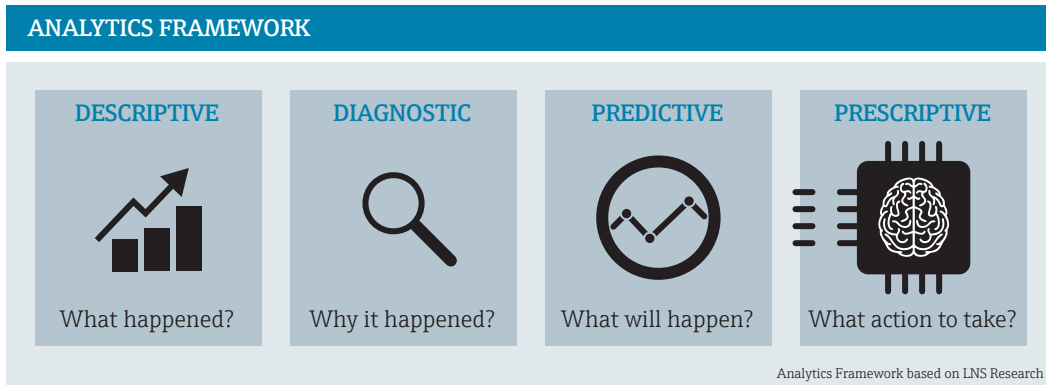 ANALYTICS FRAMEWORK
DESCRIPTIVE
What happened?
DIAGNOSTIC
Why it happened?
PREDICTIVE
What will happen?
PRESCRIPTIVE
What action to take?
Analytics Framework based on LNS Research